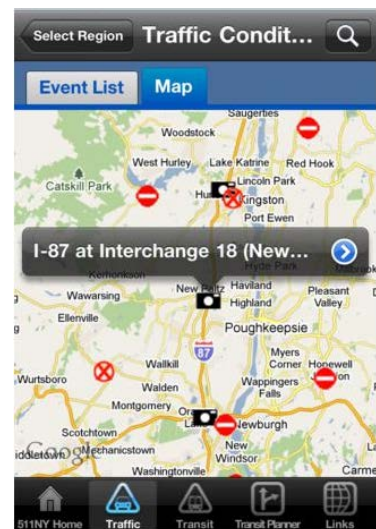 Select Region Traffic Condit...
Event List Map
Saugerties
Woodstock
West Hurley Lake Katrine Red Hook
Catskill Park Lincoln Park
Kingston
Port Ewen
I-87 at Interchange 18 (New...
Kerhonkson Hyde Park
Wawarsing Haviland Pleasant
New Highland Valley
Ellenville
Poughkeepsie
87
Myers
Wallkill Corner
Wurtsboro Wappingers
Walden Falls
Montgomery
Newburgh
Scotchtown New
Google Mechanicstown Windsor
Washingtonville Carme
511NY Home Traffic Transit Transit Planner Links